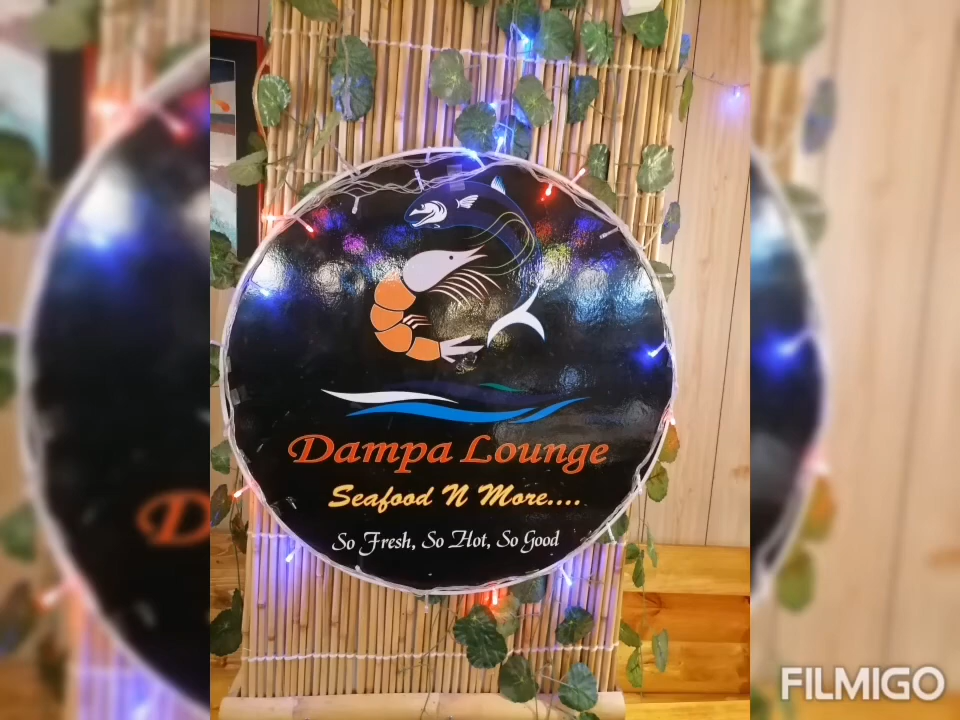 Dampa Lounge
Seafood N More....
So Fresh, So Hot, So Good
FILMIGO